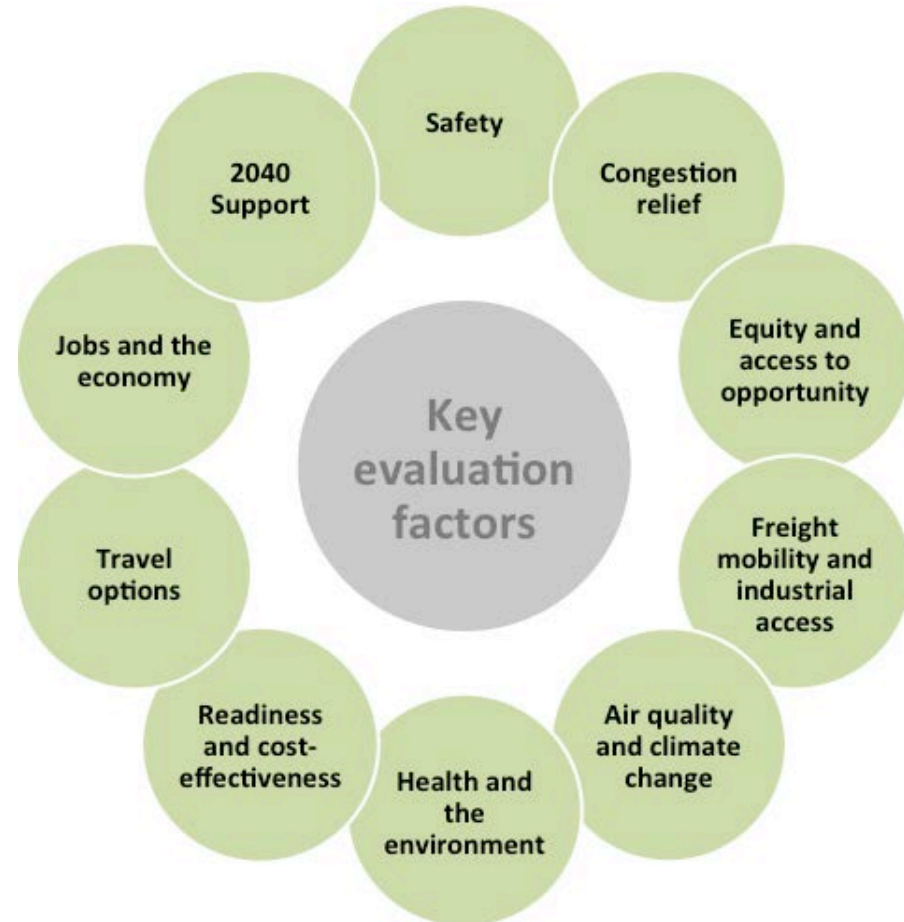 Safety
Congestion
relief
Equity and
access to
opportunity
Freight
mobility and
industrial
access
Air quality
and climate
change
Health and
the
environment
Readiness
and cost-
effectiveness
Travel
options
Jobs and the
economy
2040
Support
Key
evaluation
factors